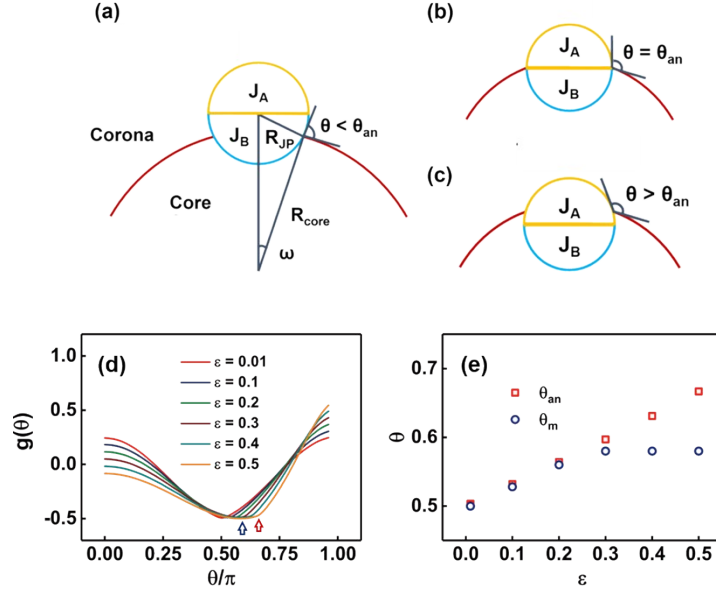 (a)
J_A
J_B
R_JP
θ < θ_an
Corona
Core
R_core
ω
(b)
J_A
J_B
θ = θ_an
(c)
J_A
J_B
θ > θ_an
(d)
ε = 0.01
ε = 0.1
ε = 0.2
ε = 0.3
ε = 0.4
ε = 0.5
g(θ)
1.0
0.5
0.0
-0.5
0.00 0.25 0.50 0.75 1.00
θ/π
(e)
θ_an
θ_m
θ
0.7
0.6
0.5
0.0 0.1 0.2 0.3 0.4 0.5
ε